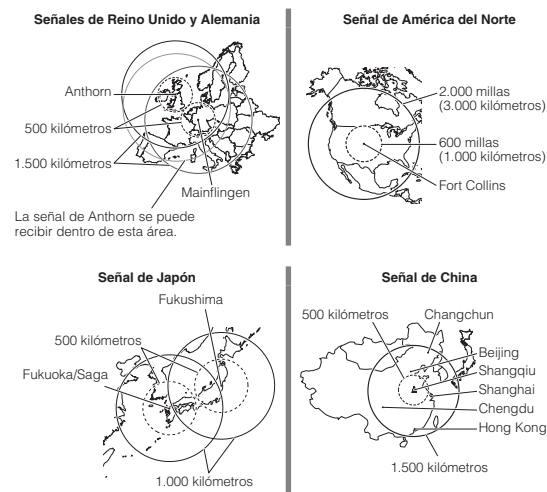 Señales de Reino Unido y Alemania
Anthorn
500 kilómetros
1.500 kilómetros
Mainflingen
La señal de Anthorn se puede
recibir dentro de esta área.
Señal de América del Norte
2.000 millas
(3.000 kilómetros)
600 millas
(1.000 kilómetros)
Fort Collins
Señal de Japón
Fukushima
500 kilómetros
Fukuoka/Saga
1.000 kilómetros
Señal de China
500 kilómetros
Changchun
Beijing
Shangqiu
Shanghai
Chengdu
Hong Kong
1.500 kilómetros